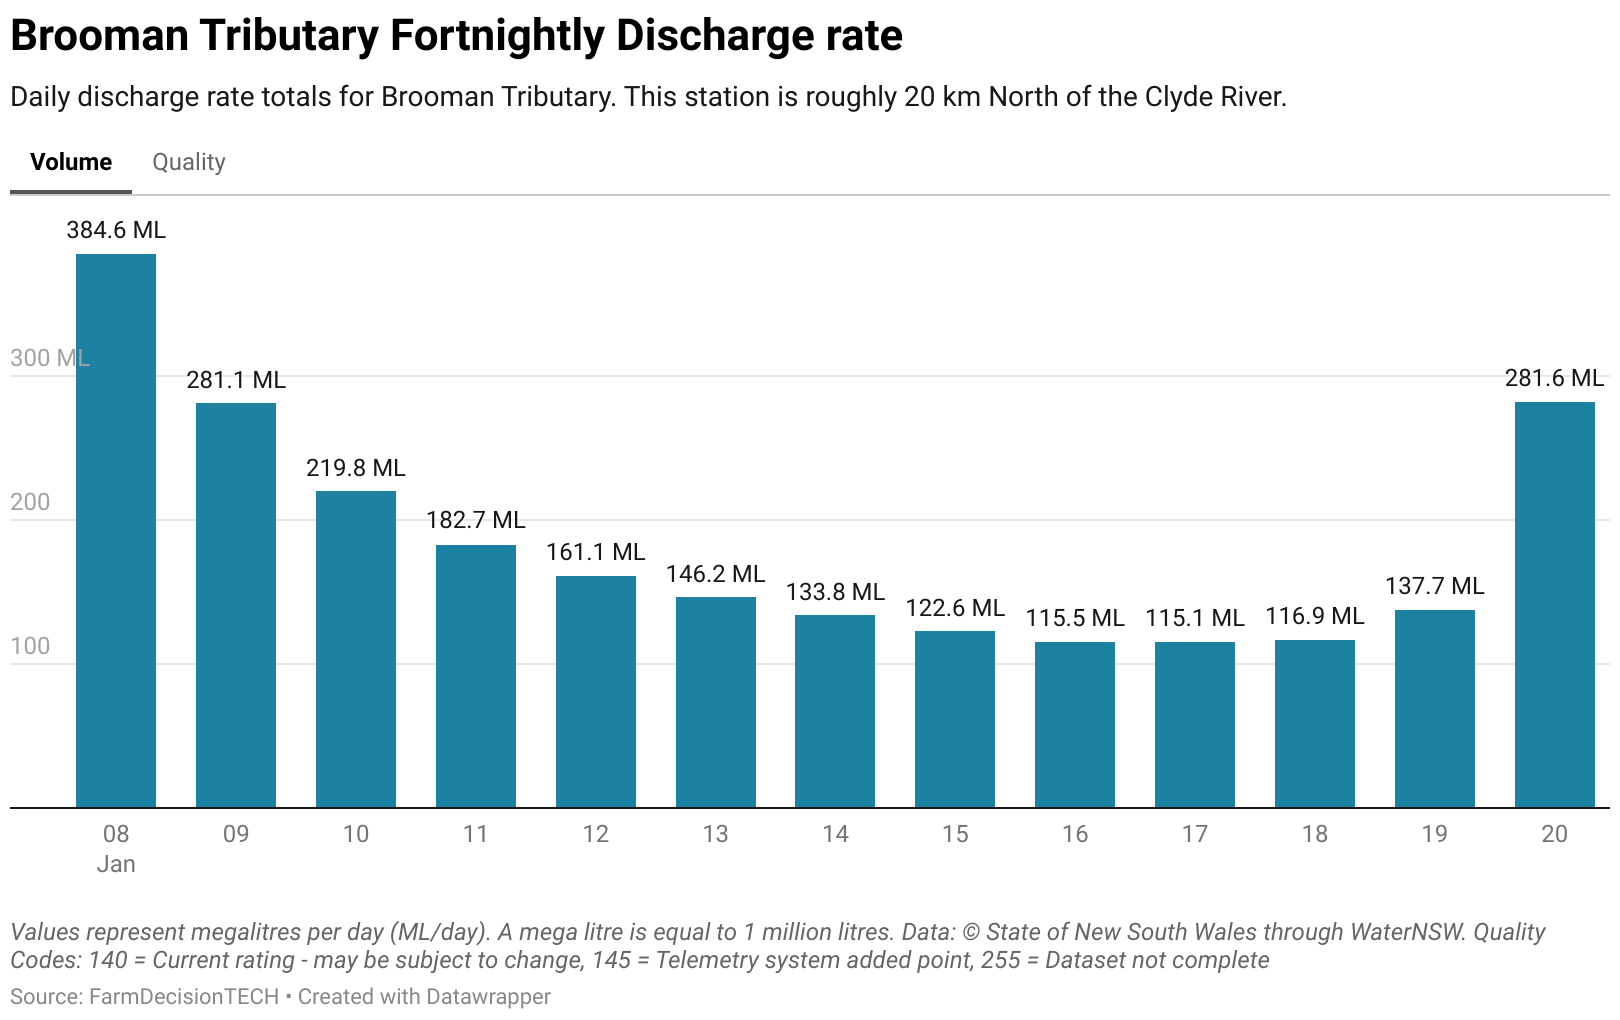 Brooman Tributary Fortnightly Discharge rate
Daily discharge rate totals for Brooman Tributary. This station is roughly 20 km North of the Clyde River.
Volume Quality
384.6 ML
300 ML
281.1 ML
281.6 ML
219.8 ML
200
182.7 ML
161.1 ML
146.2 ML
133.8 ML
122.6 ML
115.5 ML
115.1 ML
116.9 ML
137.7 ML
100
08 09 10 11 12 13 14 15 16 17 18 19 20
Jan
Values represent megalitres per day (ML/day). A mega litre is equal to 1 million litres. Data: © State of New South Wales through WaterNSW. Quality
Codes: 140 = Current rating - may be subject to change, 145 = Telemetry system added point, 255 = Dataset not complete
Source: FarmDecisionTECH • Created with Datawrapper